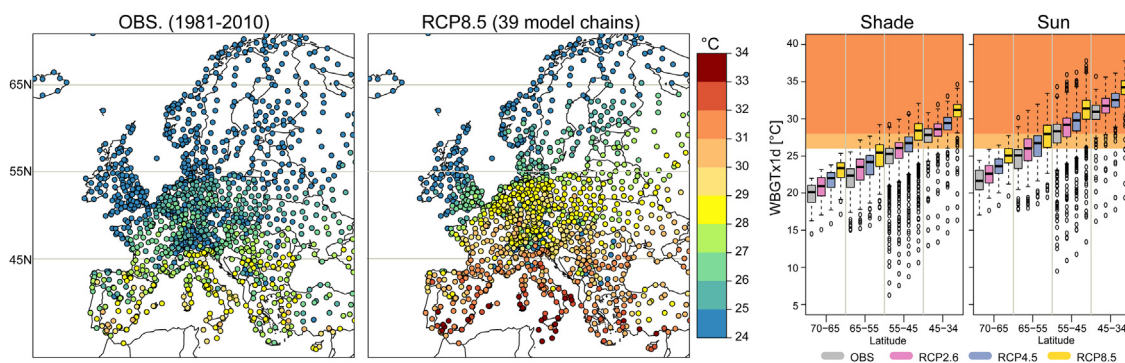 OBS. (1981-2010)
RCP8.5 (39 model chains)
65N
55N
45N
65N
55N
45N
°C
34
33
32
30
29
28
27
26
25
24
Shade
Sun
WBGTx1d [°C]
40
35
30
25
20
15
10
5
70-65
65-55
55-45
45-34
70-65
65-55
55-45
45-34
Latitude
Latitude
OBS
RCP2.6
RCP4.5
RCP8.5